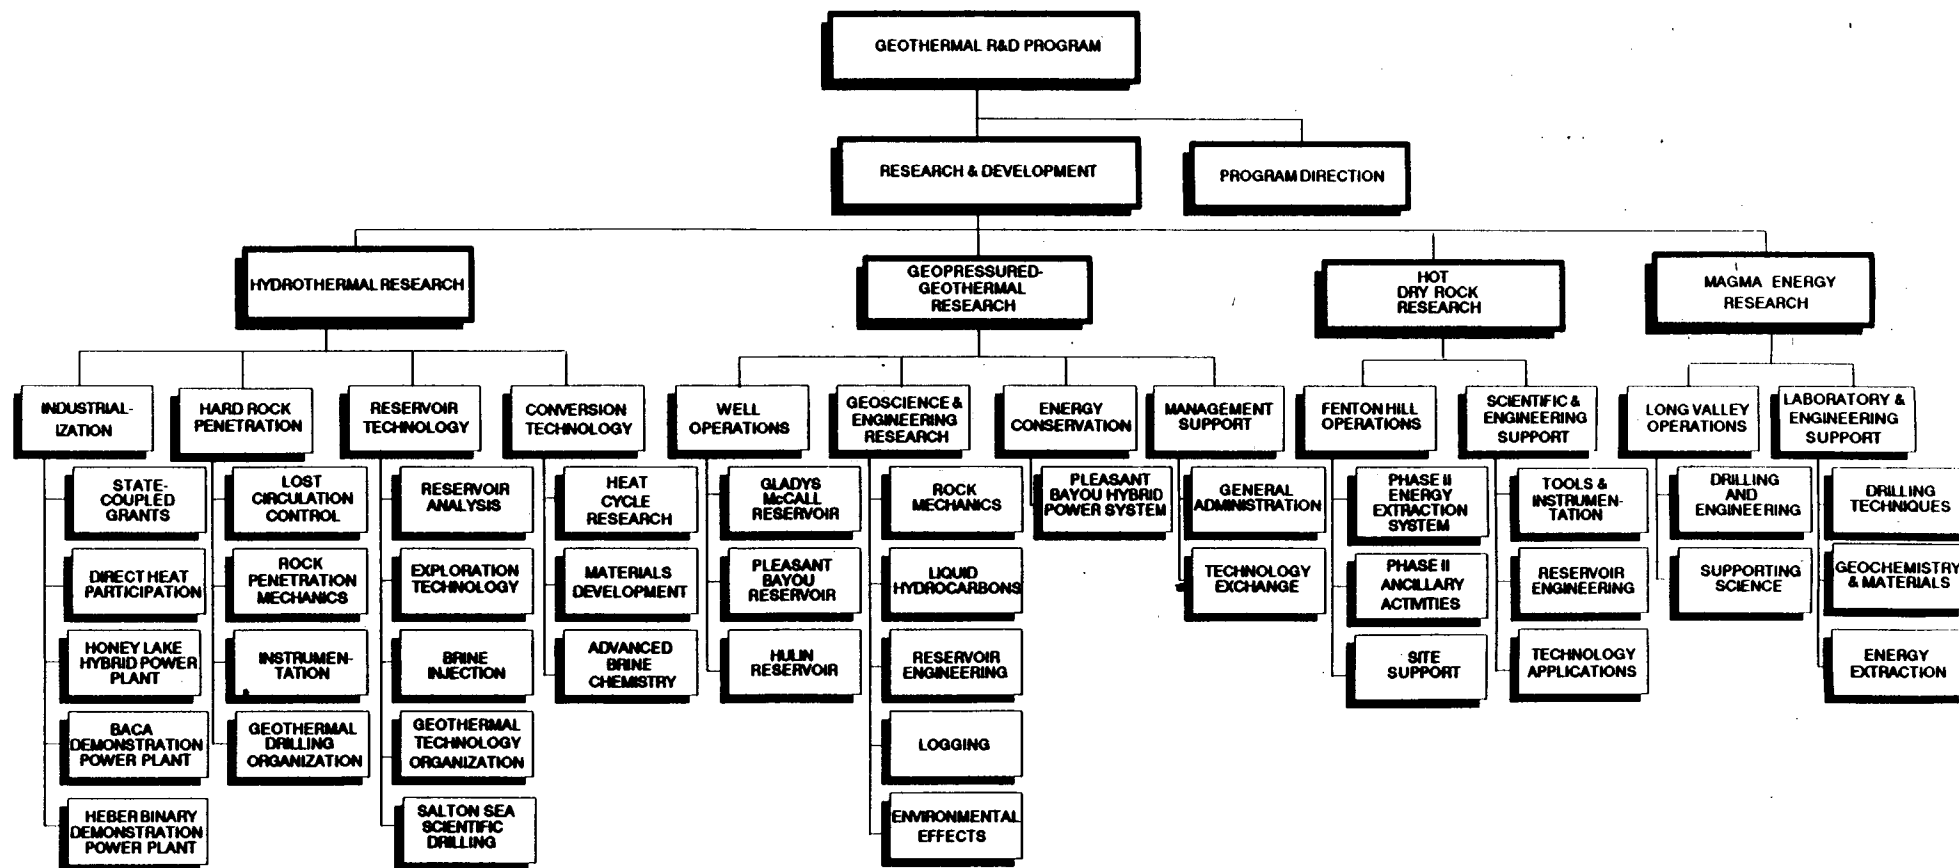 GEOTHERMAL R&D PROGRAM
RESEARCH & DEVELOPMENT
PROGRAM DIRECTION
HYDROTHERMAL RESEARCH
GEOPRESSURED-
GEOTHERMAL
RESEARCH
HOT
DRY ROCK
RESEARCH
MAGMA ENERGY
RESEARCH
INDUSTRIAL-
IZATION
HARD ROCK
PENETRATION
RESERVOIR
TECHNOLOGY
CONVERSION
TECHNOLOGY
WELL
OPERATIONS
GEOSCIENCE &
ENGINEERING
RESEARCH
ENERGY
CONSERVATION
MANAGEMENT
SUPPORT
FENTON HILL
OPERATIONS
SCIENTIFIC &
ENGINEERING
SUPPORT
LONG VALLEY
OPERATIONS
LABORATORY &
ENGINEERING
SUPPORT
STATE-
COUPLED
GRANTS
DIRECT HEAT
PARTICIPATION
HONEY LAKE
HYBRID POWER
PLANT
BACA
DEMONSTRATION
POWER PLANT
HEBER BINARY
DEMONSTRATION
POWER PLANT
LOST
CIRCULATION
CONTROL
ROCK
PENETRATION
MECHANICS
INSTRUMEN-
TATION
GEOTHERMAL
DRILLING
ORGANIZATION
RESERVOIR
ANALYSIS
EXPLORATION
TECHNOLOGY
BRINE
INJECTION
GEOTHERMAL
TECHNOLOGY
ORGANIZATION
SALTON SEA
SCIENTIFIC
DRILLING
HEAT
CYCLE
RESEARCH
MATERIALS
DEVELOPMENT
ADVANCED
BRINE
CHEMISTRY
GLADYS
McCALL
RESERVOIR
PLEASANT
BAYOU
RESERVOIR
HULIN
RESERVOIR
ROCK
MECHANICS
LIQUID
HYDROCARBONS
RESERVOIR
ENGINEERING
LOGGING
ENVIRONMENTAL
EFFECTS
PLEASANT
BAYOU HYBRID
POWER SYSTEM
GENERAL
ADMINISTRATION
TECHNOLOGY
EXCHANGE
PHASE II
ENERGY
EXTRACTION
SYSTEM
PHASE II
ANCILLARY
ACTIVITIES
SITE
SUPPORT
TOOLS &
INSTRUMEN-
TATION
RESERVOIR
ENGINEERING
TECHNOLOGY
APPLICATIONS
DRILLING
AND
ENGINEERING
SUPPORTING
SCIENCE
DRILLING
TECHNIQUES
GEOCHEMISTRY
& MATERIALS
ENERGY
EXTRACTION